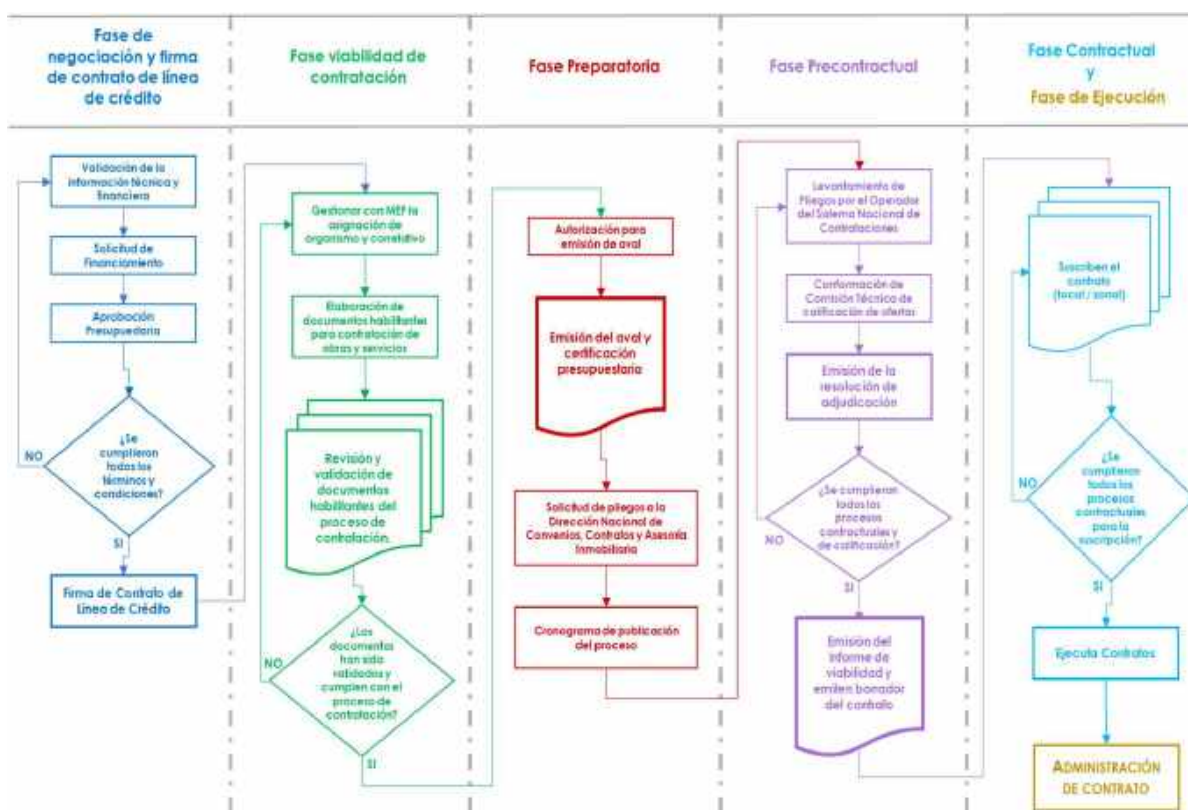 Fase de
negociación y firma
de contrato de línea
de crédito
Fase viabilidad de
contratación
Fase Preparatoria
Fase Precontractual
Fase Contractual
y
Fase de Ejecución
Validación de la
información técnica y
financiera
Solicitud de
Financiamiento
Aprobación
Presupuestaria
¿Se
cumplieron
todos los
términos y
condiciones?
NO
SI
Firma de Contrato de
Línea de Crédito
Gestionar con MEF la
asignación de
organismo y correlativo
Elaboración de
documentos habilitantes
para contratación de
obras y servicios
Revisión y
validación de
documentos
habilitantes del
proceso de
contratación.
¿Los
documentos
han sido
validados y
cumplen con el
proceso de
contratación?
NO
SI
Autorización para
emisión de aval
Emisión del aval y
certificación
presupuestaria
Solicitud de pliegos a la
Dirección Nacional de
Convenios, Contratos y Asesoría
Inmobiliaria
Cronograma de publicación
del proceso
Levantamiento de
Pliegos por el Operador
del Sistema Nacional de
Contrataciones
Conformación de
Comisión Técnica de
calificación de ofertas
Emisión de la
resolución de
adjudicación
¿Se cumplieron
todos los
procesos
contractuales y
de calificación?
NO
SI
Emisión del
informe de
viabilidad y
emiten borrador
del contrato
Suscriben el
contrato
(local / zonal)
¿Se
cumplieron
todos los
procesos
contractuales
para la
suscripción?
NO
SI
Ejecuta Contratos
ADMINISTRACIÓN
DE CONTRATO